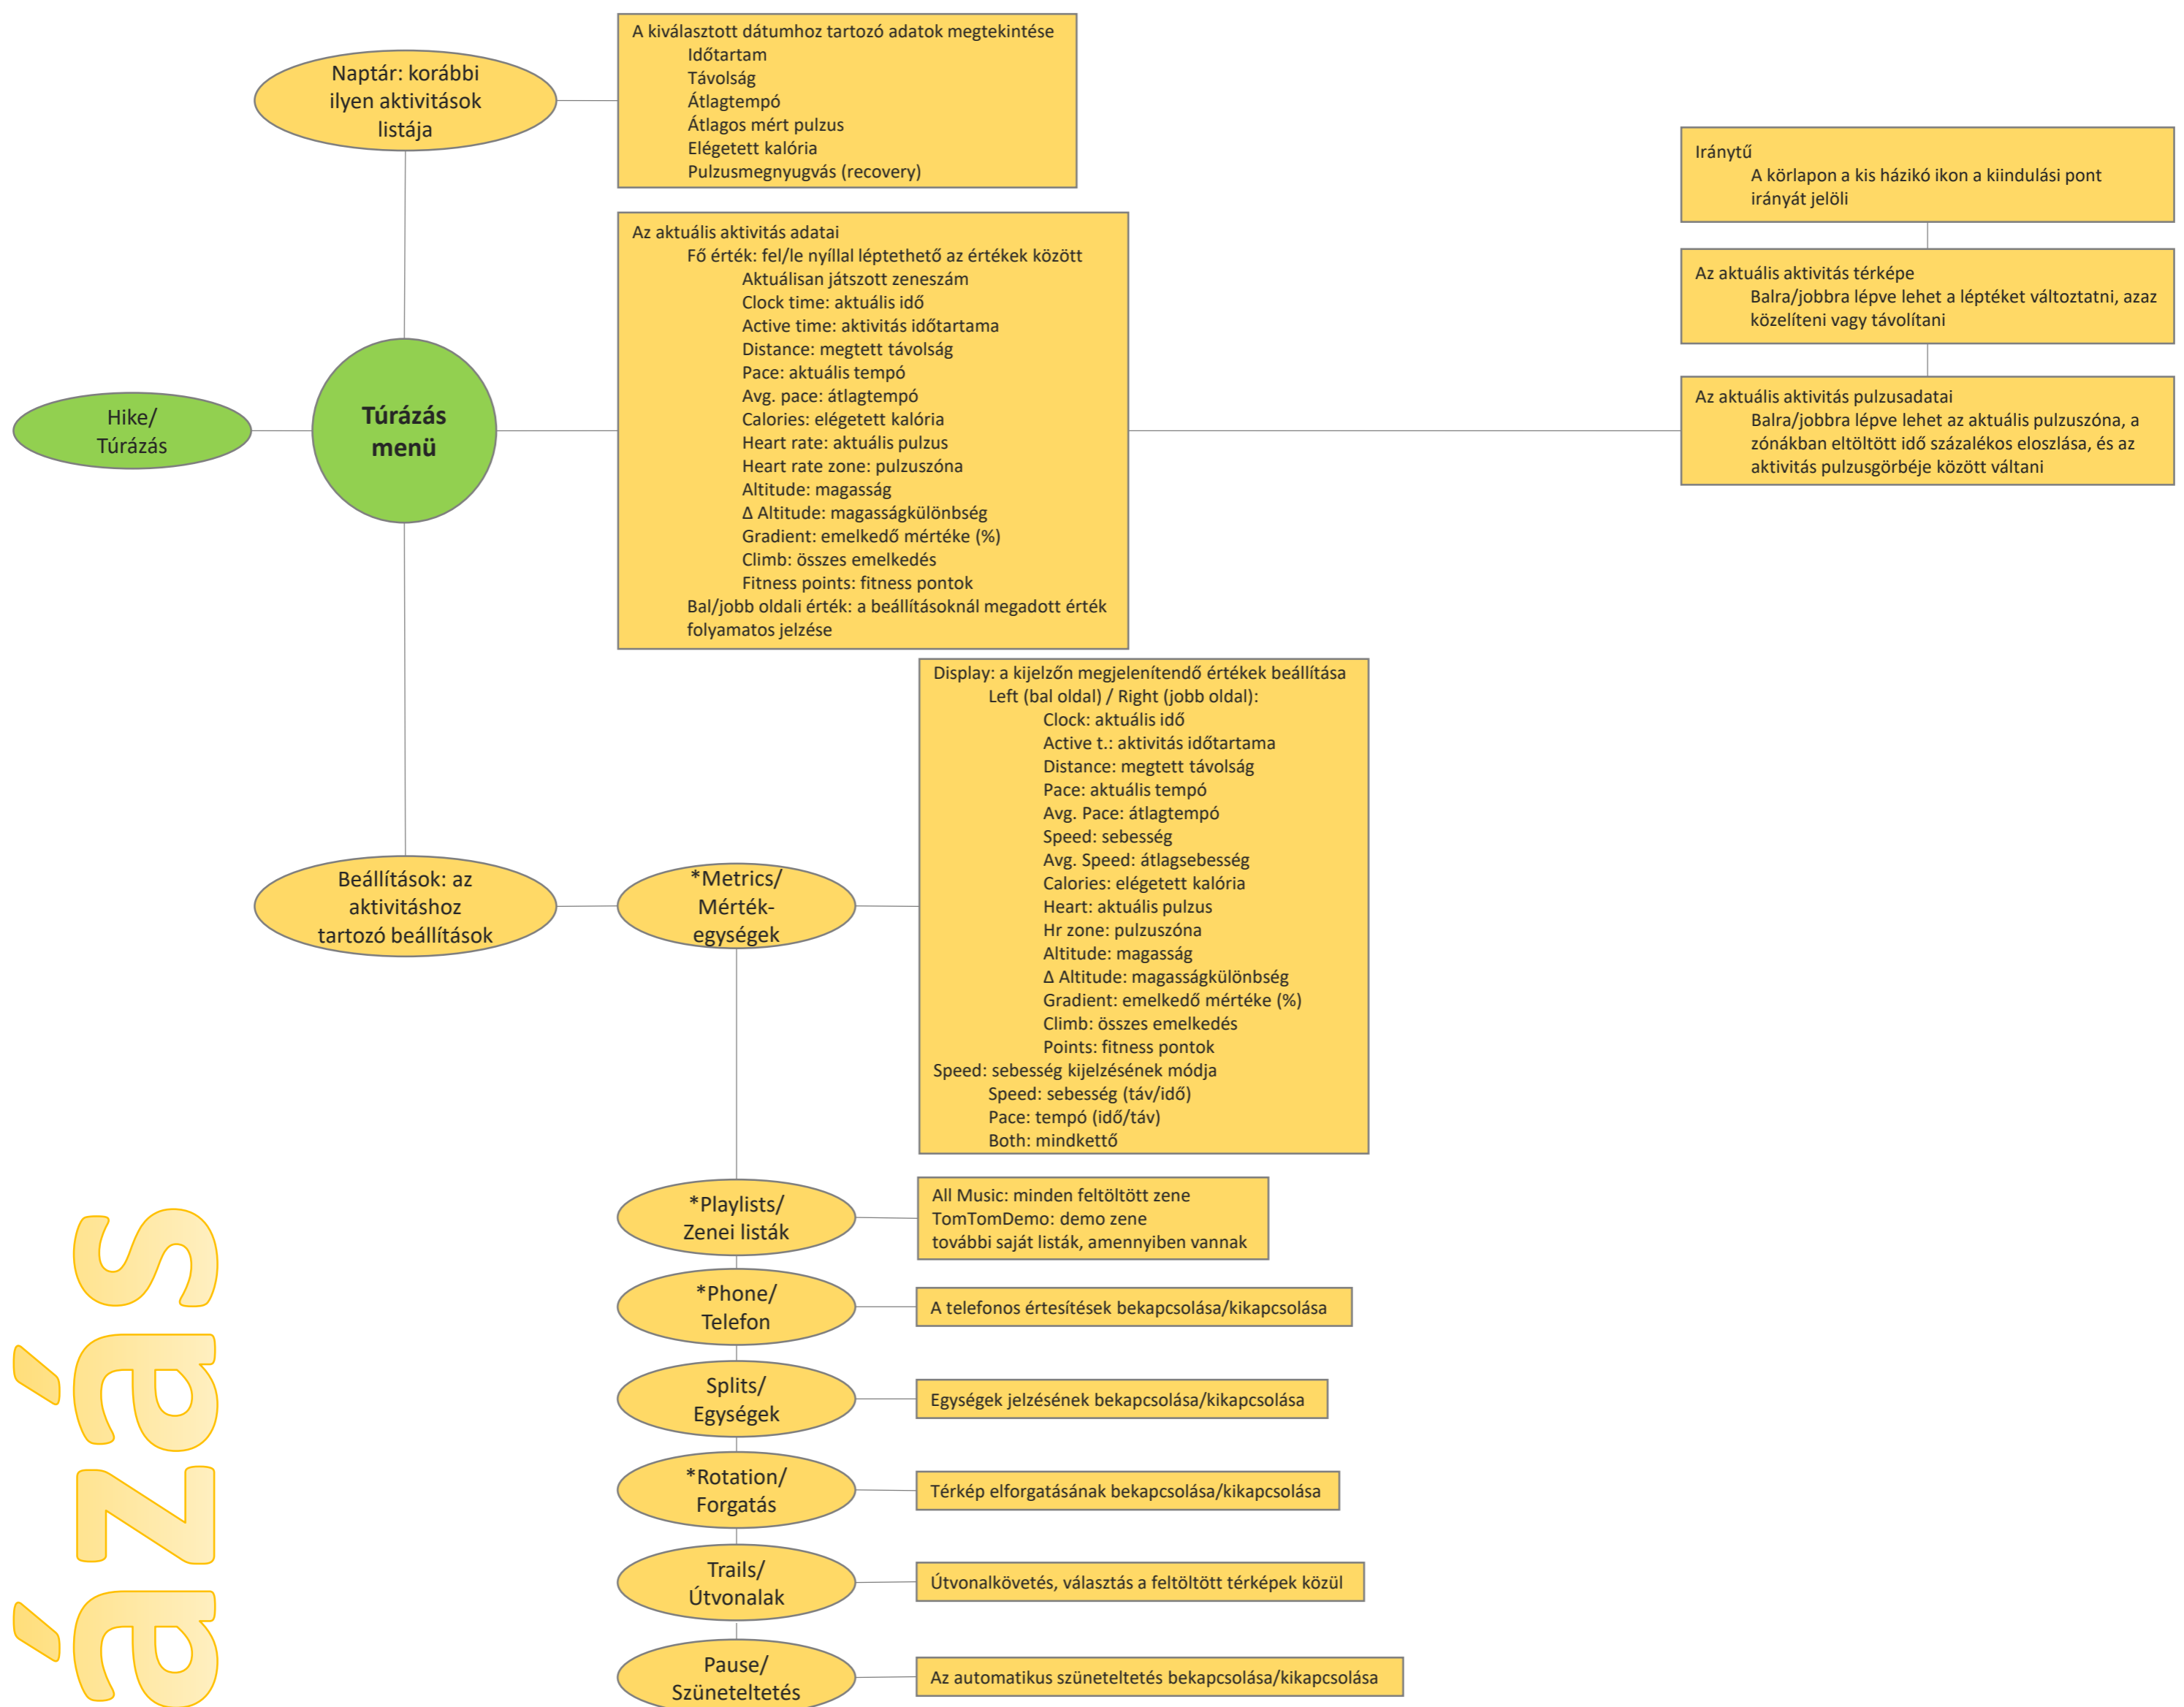 Naptár: korábbi
ilyen aktivitások
listája
A kiválasztott dátumhoz tartozó adatok megtekintése
Időtartam
Távolság
Átlagtempó
Átlagos mért pulzus
Elégetett kalória
Pulzusmegnyugvás (recovery)
Iránytű
A körlapon a kis házikó ikon a kiindulási pont
irányát jelöli
Az aktuális aktivitás térképe
Balra/jobbra lépve lehet a léptéket változtatni, azaz
közelíteni vagy távolítani
Az aktuális aktivitás pulzusadatai
Balra/jobbra lépve lehet az aktuális pulzuszóna, a
zónákban eltöltött idő százalékos eloszlása, és az
aktivitás pulzusgörbéje között váltani
Hike/
Túrázás
Túrázás
menü
Az aktuális aktivitás adatai
Fő érték: fel/le nyíllal léptethető az értékek között
Aktuálisan játszott zeneszám
Clock time: aktuális idő
Active time: aktivitás időtartama
Distance: megtett távolság
Pace: aktuális tempó
Avg. pace: átlagtempó
Calories: elégetett kalória
Heart rate: aktuális pulzus
Heart rate zone: pulzuszóna
Altitude: magasság
Δ Altitude: magasságkülönbség
Gradient: emelkedő mértéke (%)
Climb: összes emelkedés
Fitness points: fitness pontok
Bal/jobb oldali érték: a beállításoknál megadott érték
folyamatos jelzése
Beállítások: az
aktivitáshoz
tartozó beállítások
*Metrics/
Mérték-
egységek
Display: a kijelzőn megjelenítendő értékek beállítása
Left (bal oldal) / Right (jobb oldal):
Clock: aktuális idő
Active t.: aktivitás időtartama
Distance: megtett távolság
Pace: aktuális tempó
Avg. Pace: átlagtempó
Speed: sebesség
Avg. Speed: átlagsebesség
Calories: elégetett kalória
Heart: aktuális pulzus
Hr zone: pulzuszóna
Altitude: magasság
Δ Altitude: magasságkülönbség
Gradient: emelkedő mértéke (%)
Climb: összes emelkedés
Points: fitness pontok
Speed: sebesség kijelzésének módja
Speed: sebesség (táv/idő)
Pace: tempó (idő/táv)
Both: mindkettő
*Playlists/
Zenei listák
All Music: minden feltöltött zene
TomTomDemo: demo zene
további saját listák, amennyiben vannak
*Phone/
Telefon
A telefonos értesítések bekapcsolása/kikapcsolása
Splits/
Egységek
Egységek jelzésének bekapcsolása/kikapcsolása
*Rotation/
Forgatás
Térkép elforgatásának bekapcsolása/kikapcsolása
Trails/
Útvonalak
Útvonalkövetés, választás a feltöltött térképek közül
Pause/
Szüneteltetés
Az automatikus szüneteltetés bekapcsolása/kikapcsolása
ázás